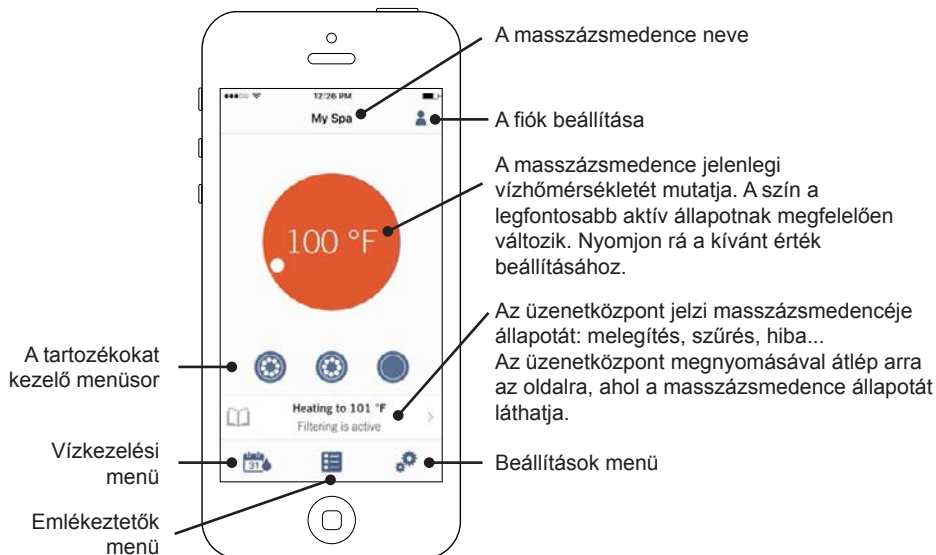 A masszázsmedence neve
12:26 PM
My Spa
A fiók beállítása
A masszázsmedence jelenlegi
vízhőmérsékletét mutatja. A szín a
legfontosabb aktív állapotnak megfelelően
változik. Nyomjon rá a kívánt érték
beállításához.
100 °F
Az üzenetközpont jelzi masszázsmedencéje
állapotát: melegítés, szűrés, hiba...
Az üzenetközpont megnyomásával átlép arra
az oldalra, ahol a masszázsmedence állapotát
láthatja.
A tartozékokat
kezelő menüsor
Heating to 101 °F
Filtering is active
Vízkezelési
menü
31
Beállítások menü
Emlékeztetők
menü